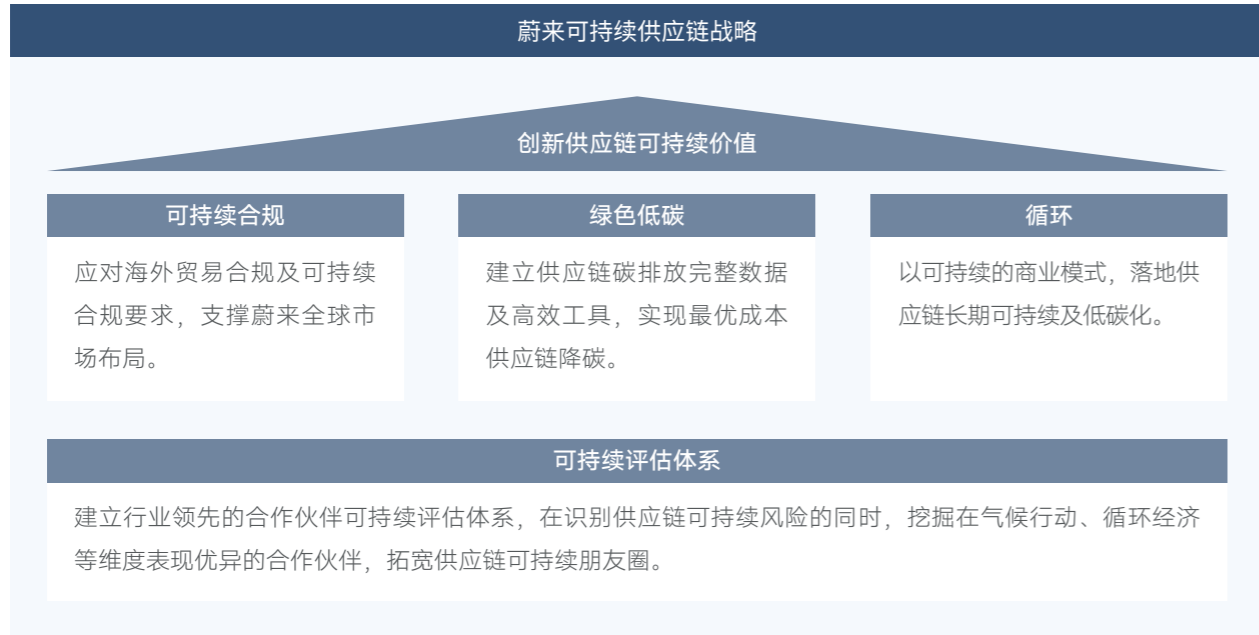 蔚来可持续供应链战略
创新供应链可持续价值
可持续合规
应对海外贸易合规及可持续
合规要求，支撑蔚来全球市
场布局。
绿色低碳
建立供应链碳排放完整数据
及高效工具，实现最优成本
供应链降碳。
循环
以可持续的商业模式，落地供
应链长期可持续及低碳化。
可持续评估体系
建立行业领先的合作伙伴可持续评估体系，在识别供应链可持续风险的同时，挖掘在气候行动、循环经济
等维度表现优异的合作伙伴，拓宽供应链可持续朋友圈。